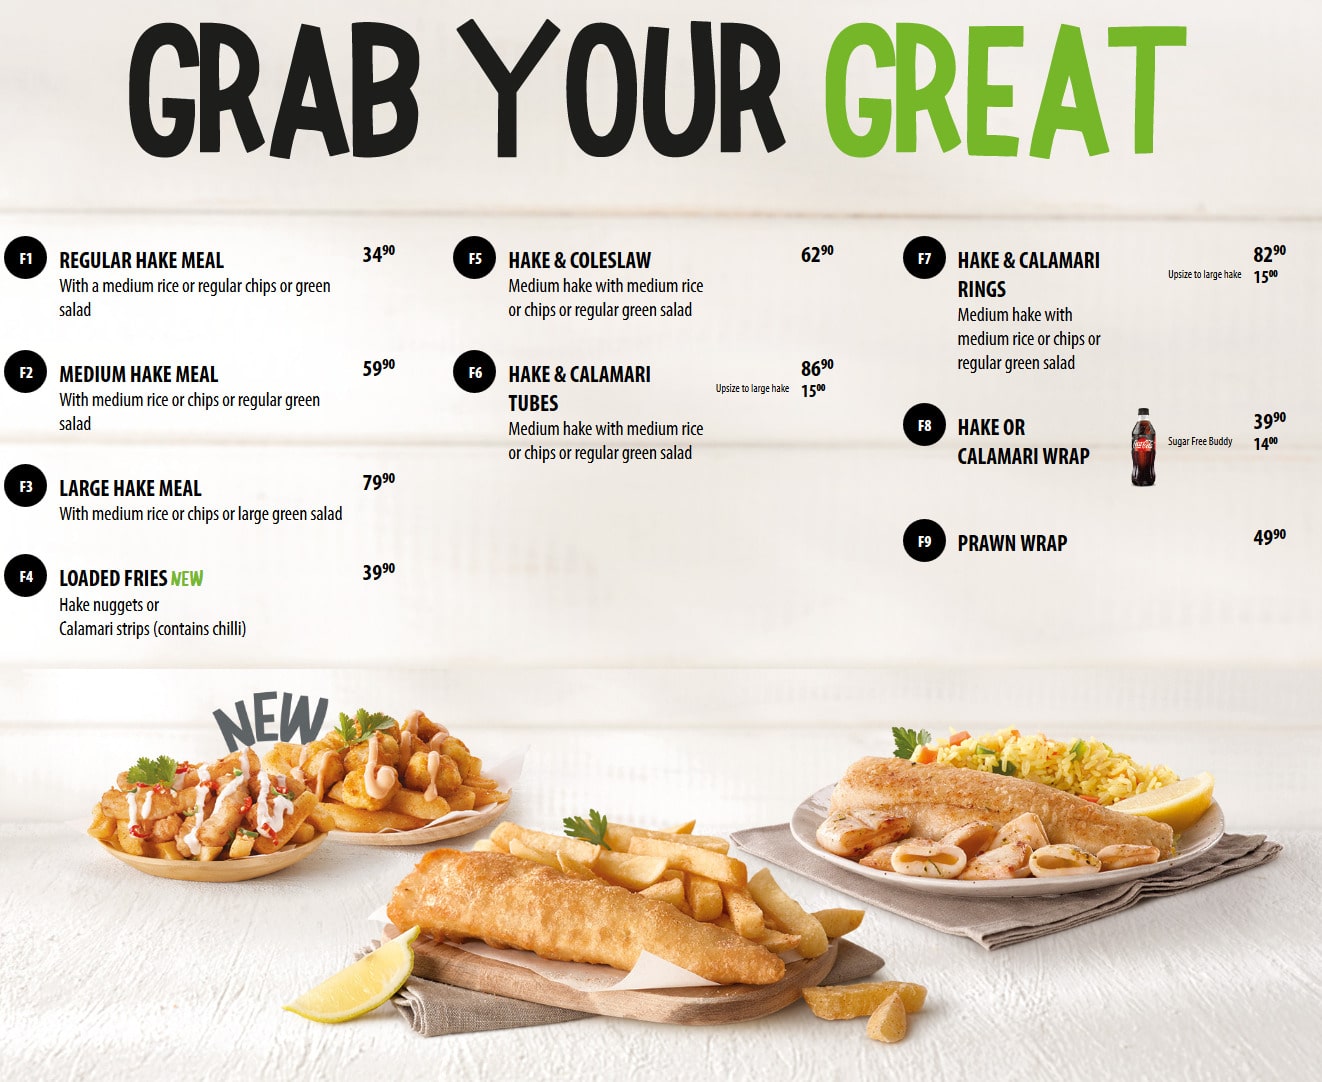 GRAB YOUR GREAT
F1
REGULAR HAKE MEAL
34⁹⁰
With a medium rice or regular chips or green
salad
F2
MEDIUM HAKE MEAL
59⁹⁰
With medium rice or chips or regular green
salad
F3
LARGE HAKE MEAL
79⁹⁰
With medium rice or chips or large green salad
F4
LOADED FRIES NEW
39⁹⁰
Hake nuggets or
Calamari strips (contains chilli)
F5
HAKE & COLESLAW
62⁹⁰
Medium hake with medium rice
or chips or regular green salad
F6
HAKE & CALAMARI
TUBES
86⁹⁰
Upsize to large hake 15⁰⁰
Medium hake with medium rice
or chips or regular green salad
F7
HAKE & CALAMARI
RINGS
82⁹⁰
Upsize to large hake 15⁰⁰
Medium hake with
medium rice or chips or
regular green salad
F8
HAKE OR
CALAMARI WRAP
39⁹⁰
Sugar Free Buddy 14⁰⁰
Coca-Cola
F9
PRAWN WRAP
49⁹⁰
NEW